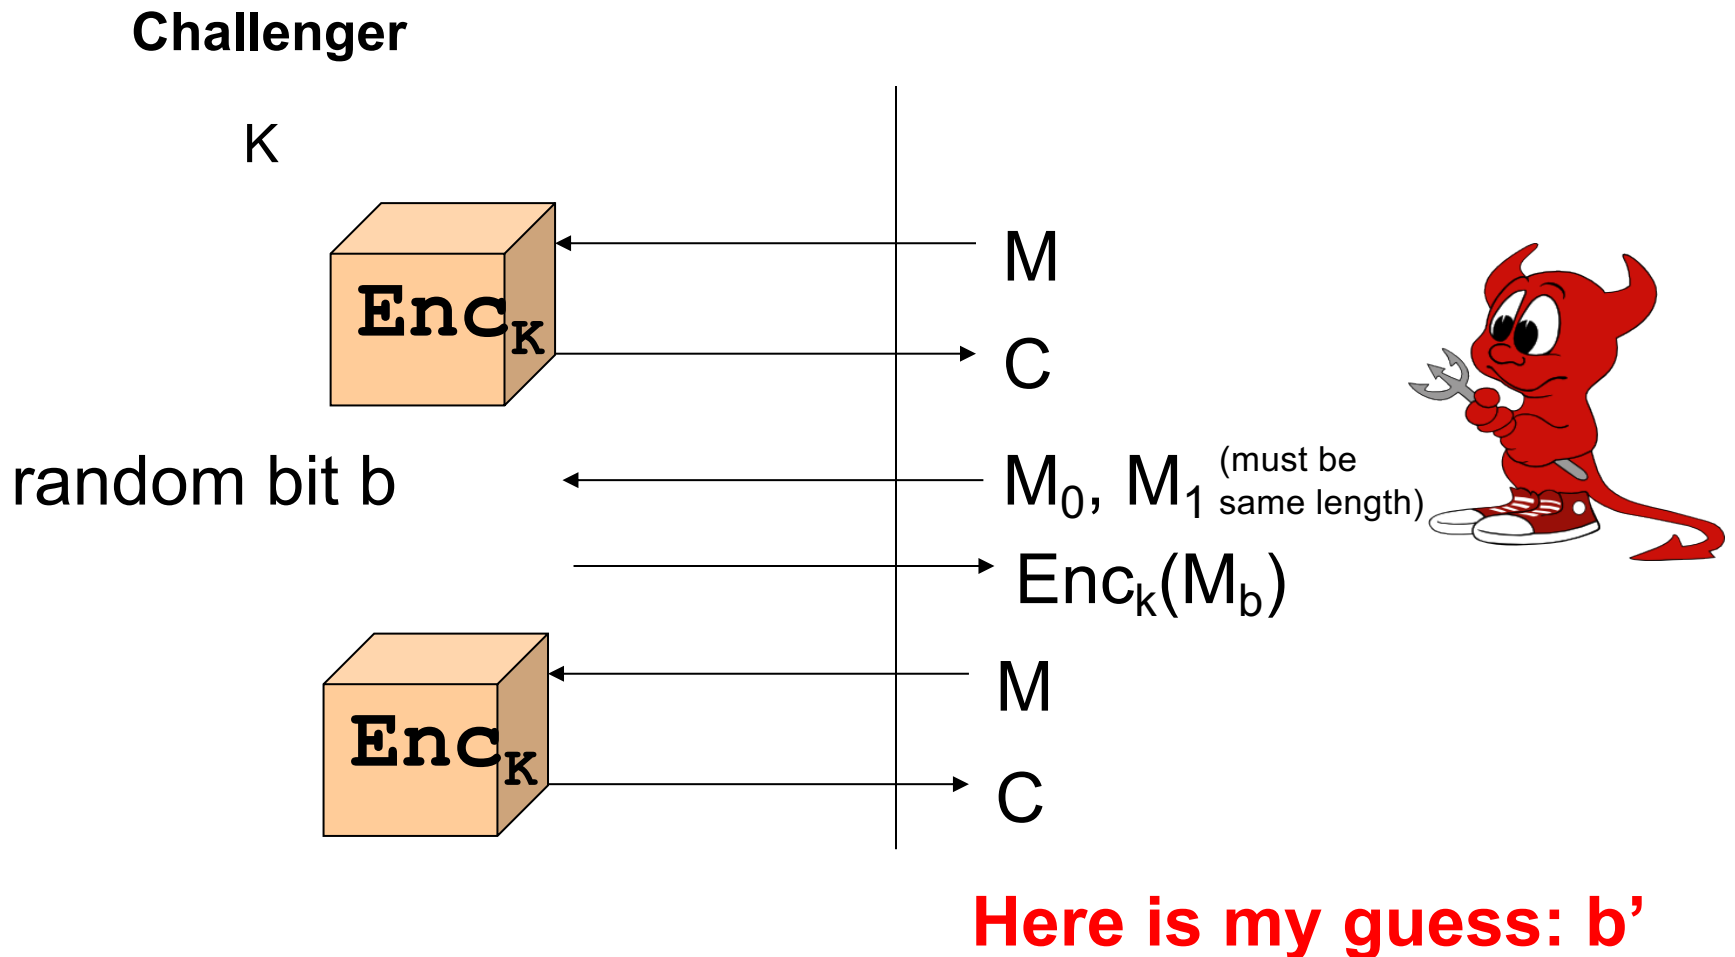 Challenger
K
M
Enc_K
C
random bit b
M_0, M_1 (must be
same length)
Enc_k(M_b)
M
Enc_K
C
Here is my guess: b’